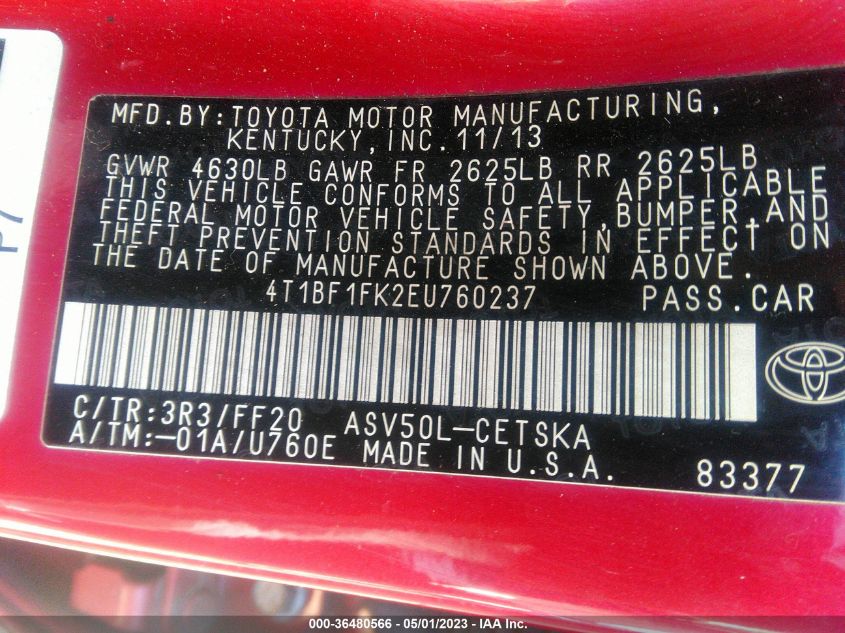 P7
MFD.BY:TOYOTA MOTOR MANUFACTURING,
KENTUCKY,INC.11/13
GVWR 4630LB GAWR FR 2625LB RR 2625LB
THIS VEHICLE CONFORMS TO ALL APPLICABLE
FEDERAL MOTOR VEHICLE SAFETY,BUMPER,AND
THEFT PREVENTION STANDARDS IN EFFECT ON
THE DATE OF MANUFACTURE SHOWN ABOVE.
4T1BF1FK2EU760237 PASS.CAR
C/TR:3R3/FF20 ASV50L-CETSKA
A/TM:-01A/U760E MADE IN U.S.A. 83377
000-36480566 - 05/01/2023 - IAA Inc.